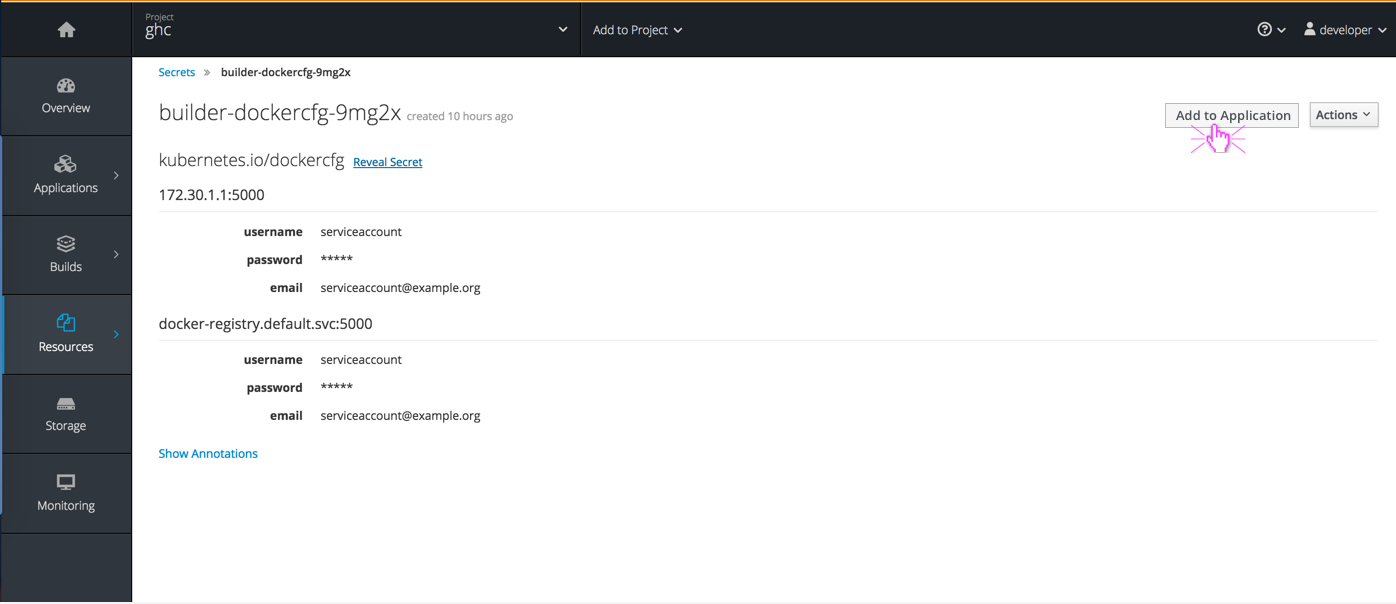 Project
ghc
Add to Project
developer
Overview
Applications
Builds
Resources
Storage
Monitoring
Secrets » builder-dockercfg-9mg2x
builder-dockercfg-9mg2x created 10 hours ago
Add to Application
Actions
kubernetes.io/dockercfg Reveal Secret
172.30.1.1:5000
username serviceaccount
password *****
email serviceaccount@example.org
docker-registry.default.svc:5000
username serviceaccount
password *****
email serviceaccount@example.org
Show Annotations